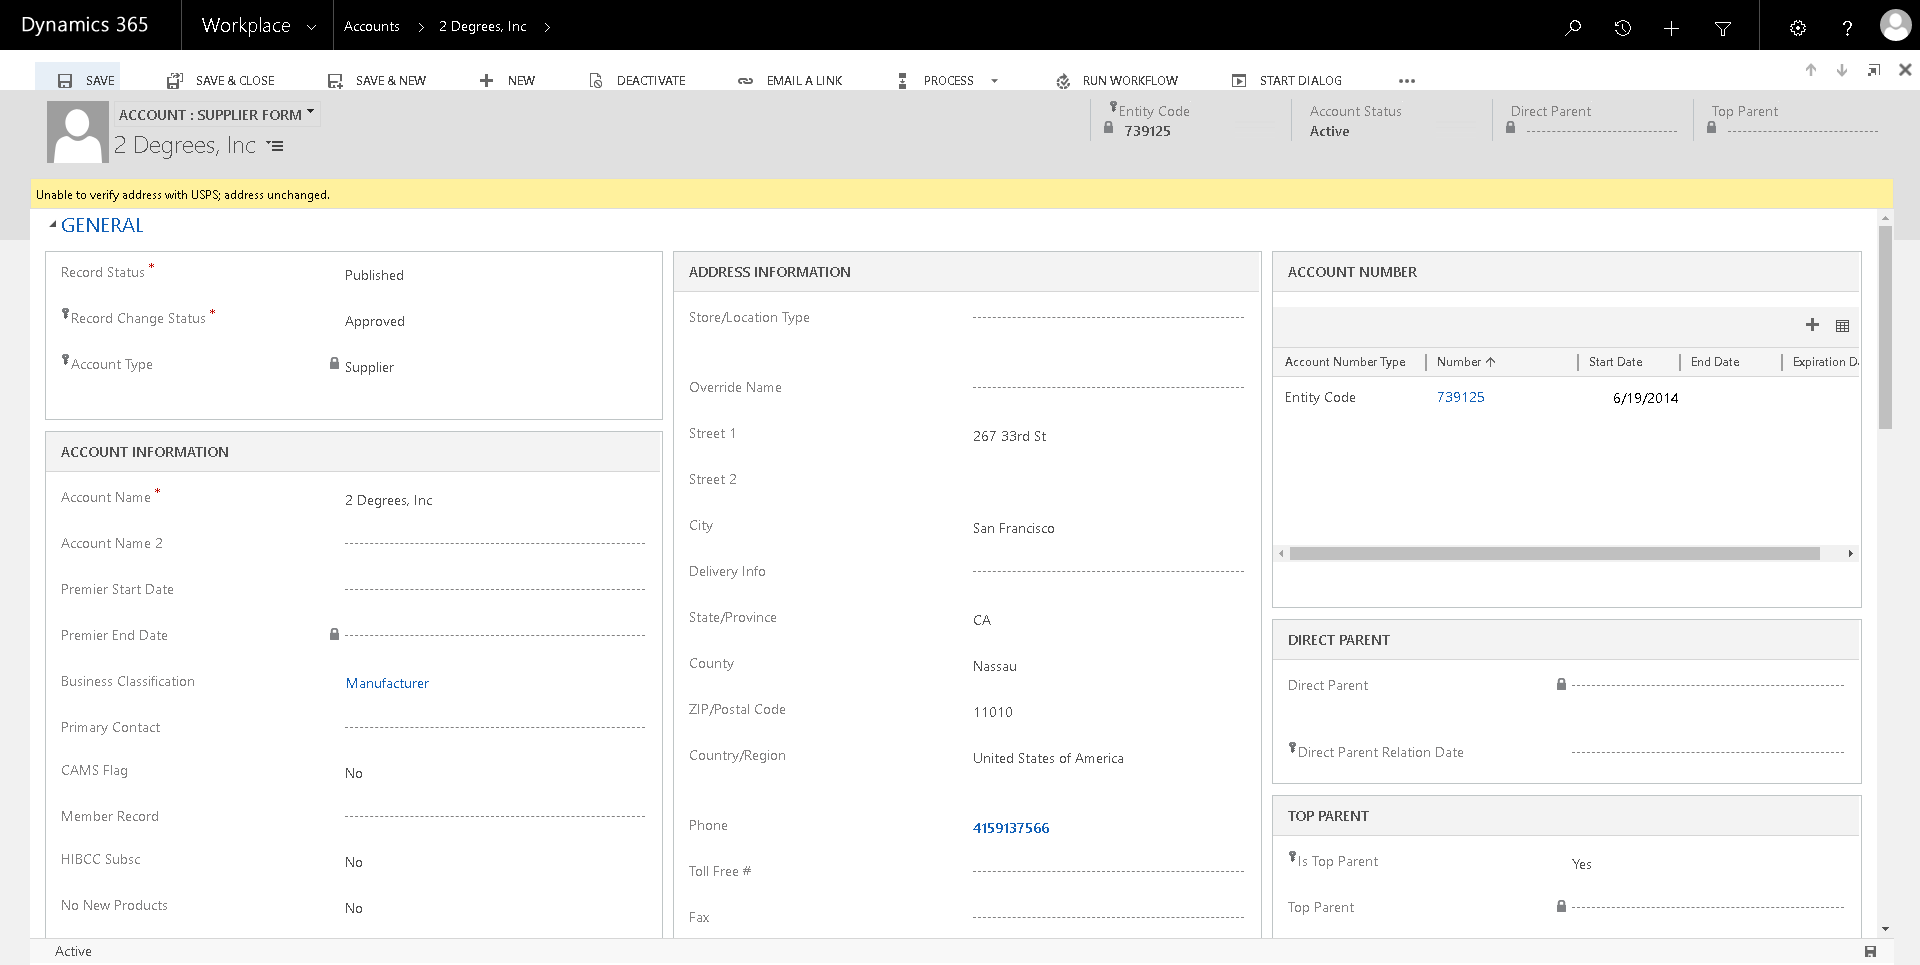 Dynamics 365
Workplace
Accounts
2 Degrees, Inc
SAVE
SAVE & CLOSE
SAVE & NEW
NEW
DEACTIVATE
EMAIL A LINK
PROCESS
RUN WORKFLOW
START DIALOG
ACCOUNT : SUPPLIER FORM
2 Degrees, Inc
Entity Code
739125
Account Status
Active
Direct Parent
Top Parent
Unable to verify address with USPS; address unchanged.
GENERAL
Record Status *
Published
Record Change Status *
Approved
Account Type
Supplier
ACCOUNT INFORMATION
Account Name *
2 Degrees, Inc
Account Name 2
Premier Start Date
Premier End Date
Business Classification
Manufacturer
Primary Contact
CAMS Flag
No
Member Record
HIBCC Subsc
No
No New Products
No
ADDRESS INFORMATION
Store/Location Type
Override Name
Street 1
267 33rd St
Street 2
City
San Francisco
Delivery Info
State/Province
CA
County
Nassau
ZIP/Postal Code
11010
Country/Region
United States of America
Phone
4159137566
Toll Free #
Fax
ACCOUNT NUMBER
Account Number Type
Number
Start Date
End Date
Expiration D
Entity Code
739125
6/19/2014
DIRECT PARENT
Direct Parent
Direct Parent Relation Date
TOP PARENT
Is Top Parent
Yes
Top Parent
Active